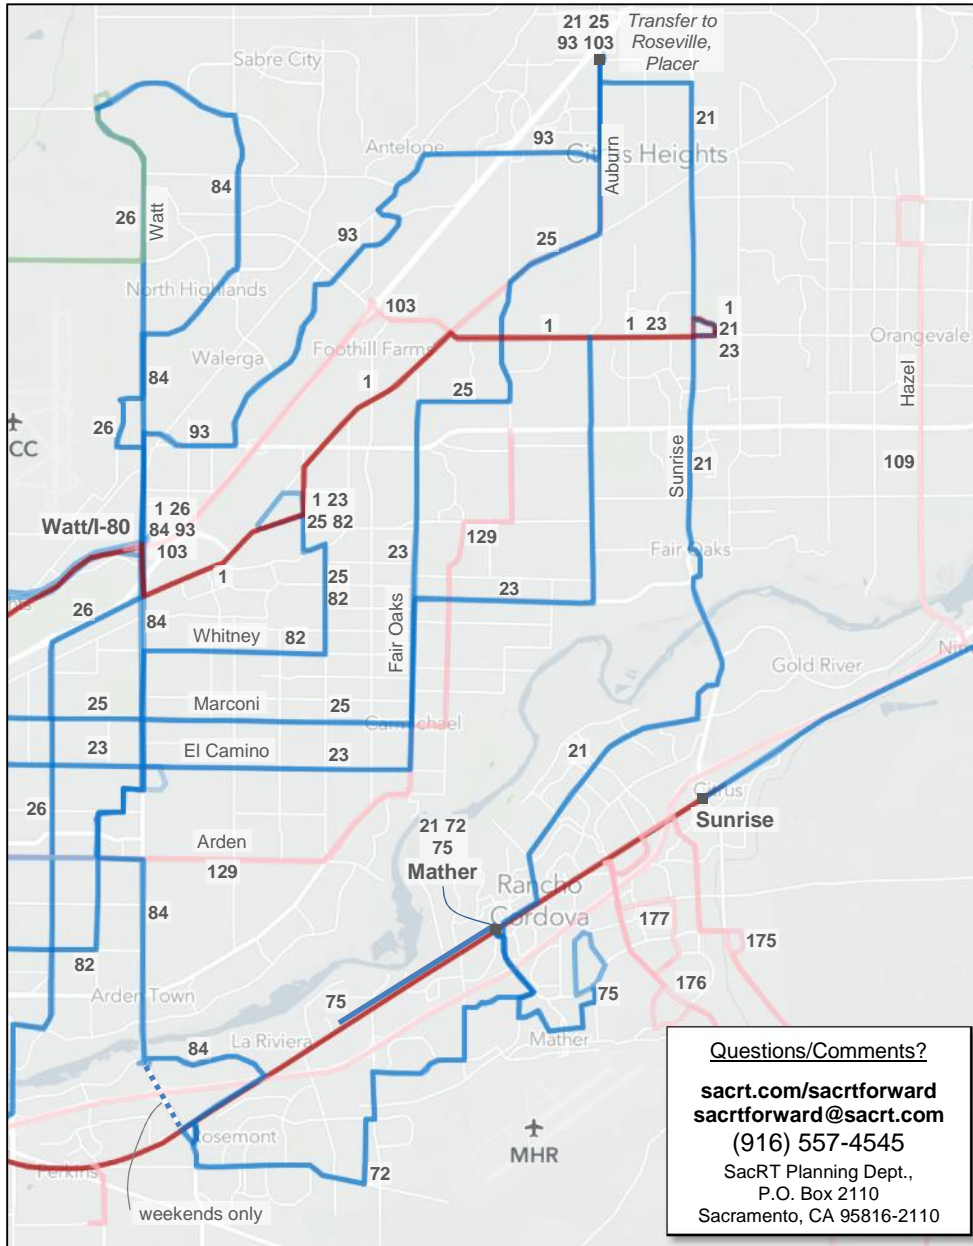 21 25
93 103
Transfer to
Roseville,
Placer
Sabre City
21
93
Antelope
Citrus Heights
Auburn
84
26
Watt
93
25
North Highlands
103
1
1 23
1
21
23
Orangevale
Walerga
Foothill Farms
84
1
25
Hazel
26
93
CC
21
109
Sunrise
1 26
84 93
103
Watt/I-80
1 23
25 82
129
Fair Oaks
23
1
25
82
23
26
84
Whitney
82
Fair Oaks
Gold River
25
Marconi
25
Carmichael
23
El Camino
23
21
26
Citrus
Sunrise
Arden
129
21 72
75
Mather
Rancho
Cordova
84
177
175
82
176
Arden Town
75
75
La Riviera
84
Mather
Rosemont
MHR
Perkins
72
weekends only
Questions/Comments?
sacrt.com/sacrtforward
sacrtforward@sacrt.com
(916) 557-4545
SacRT Planning Dept.,
P.O. Box 2110
Sacramento, CA 95816-2110